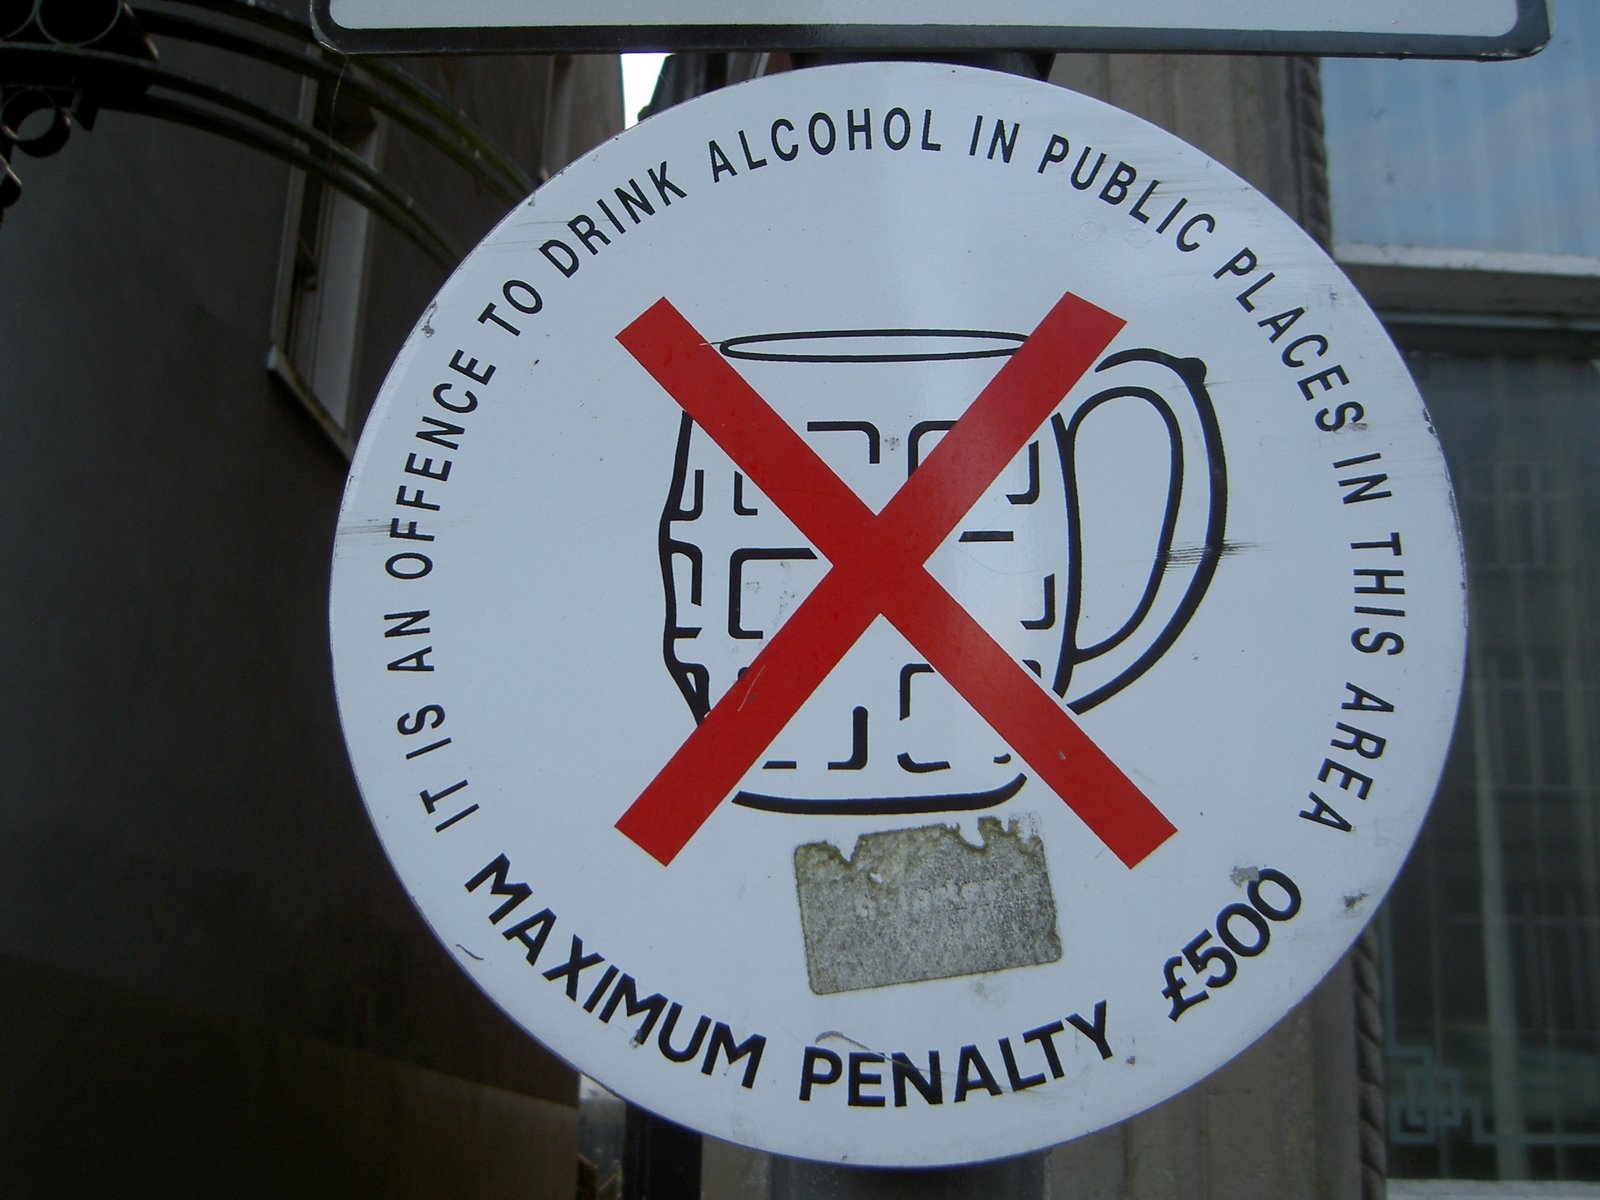 IT IS AN OFFENCE TO DRINK ALCOHOL IN PUBLIC PLACES IN THIS AREA
MAXIMUM PENALTY £500